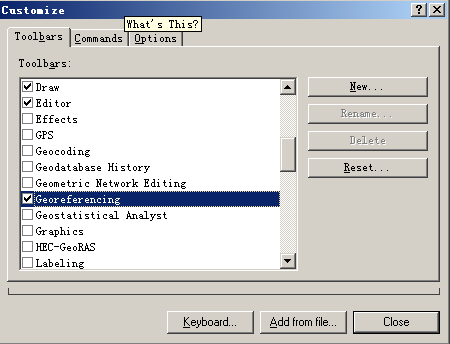 Customize
What's This?
Toolbars Commands Options
Toolbars:
Draw
Editor
Effects
GPS
Geocoding
Geodatabase History
Geometric Network Editing
Georeferencing
Geostatistical Analyst
Graphics
HEC-GeoRAS
Labeling
New...
Rename...
Delete
Reset...
Keyboard... Add from file... Close